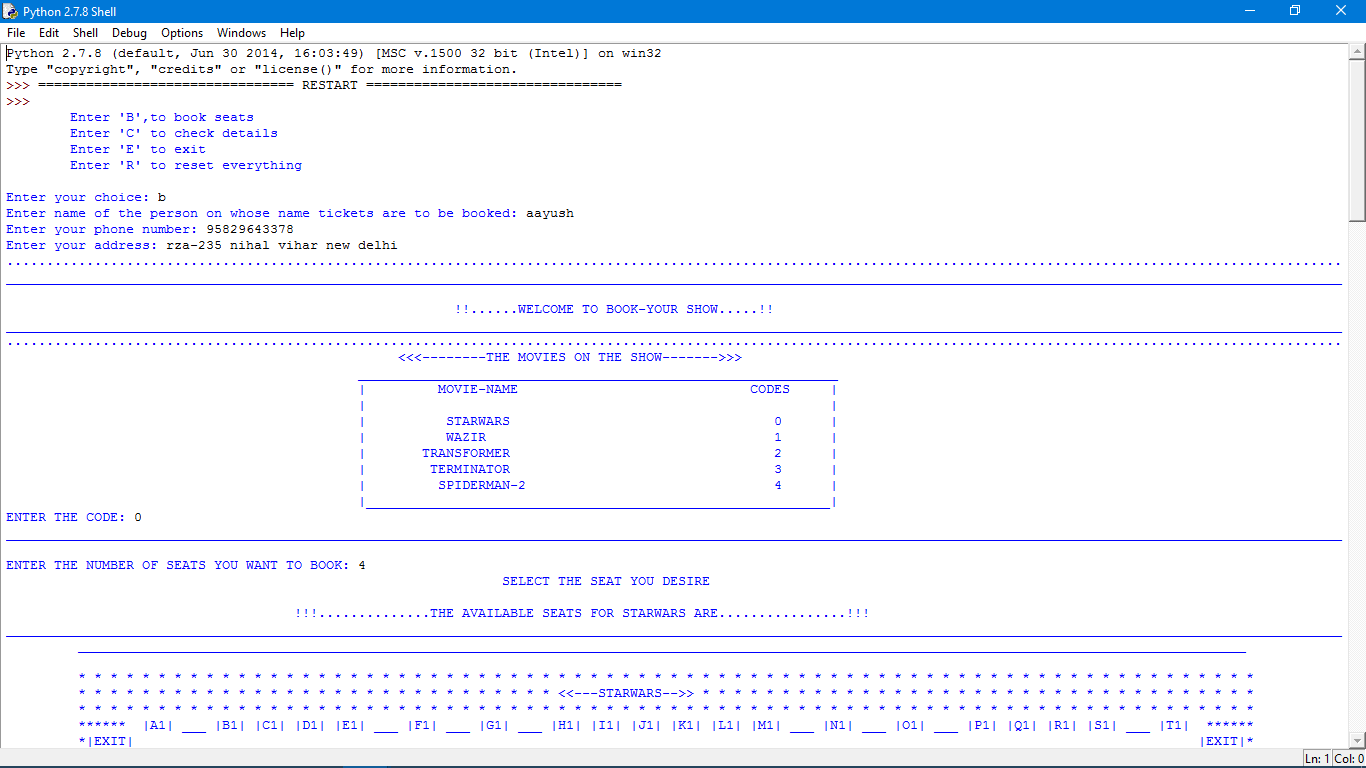 Python 2.7.8 Shell
File Edit Shell Debug Options Windows Help
Python 2.7.8 (default, Jun 30 2014, 16:03:49) [MSC v.1500 32 bit (Intel)] on win32
Type "copyright", "credits" or "license()" for more information.
>>> ================================ RESTART ================================
>>>
Enter 'B',to book seats
Enter 'C' to check details
Enter 'E' to exit
Enter 'R' to reset everything
Enter your choice: b
Enter name of the person on whose name tickets are to be booked: aayush
Enter your phone number: 95829643378
Enter your address: rza-235 nihal vihar new delhi
!!......WELCOME TO BOOK-YOUR SHOW.....!!
<<<--------THE MOVIES ON THE SHOW------->>>
| MOVIE-NAME CODES |
| |
| STARWARS 0 |
| WAZIR 1 |
| TRANSFORMER 2 |
| TERMINATOR 3 |
| SPIDERMAN-2 4 |
ENTER THE CODE: 0
ENTER THE NUMBER OF SEATS YOU WANT TO BOOK: 4
SELECT THE SEAT YOU DESIRE
!!!..............THE AVAILABLE SEATS FOR STARWARS ARE................!!!
* * * * * * * * * * * * * * * * * * * * * * * * * * * * * * <<---STARWARS-->> * * * * * * * * * * * * * * * * * * * * * * * * * * * * * * * * * * *
****** |A1| ___ |B1| |C1| |D1| |E1| ___ |F1| ___ |G1| ___ |H1| |I1| |J1| |K1| |L1| |M1| ___ |N1| ___ |O1| ___ |P1| |Q1| |R1| |S1| ___ |T1| ******
*|EXIT| |EXIT|*
Ln: 1 Col: 0